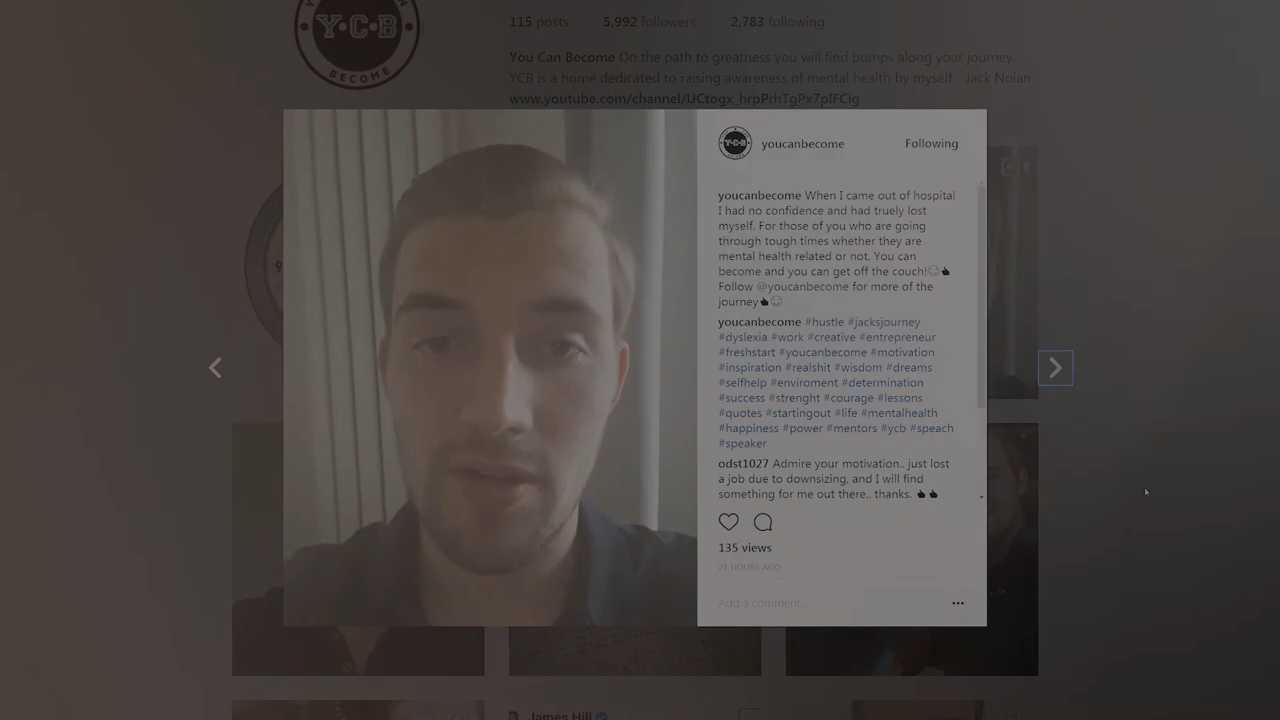 115 posts 5,992 followers 2,783 following
Y•C•B
BECOME
You Can Become On the path to greatness you will find bumps along your journey.
YCB is a home dedicated to raising awareness of mental health by myself Jack Nolan
www.youtube.com/channel/UCtogx_hrpPrhTgPx7pIFCig
Y•C•B
youcanbecome Following
youcanbecome When I came out of hospital
I had no confidence and had truely lost
myself. For those of you who are going
through tough times whether they are
mental health related or not. You can
become and you can get off the couch!
Follow @youcanbecome for more of the
journey
youcanbecome #hustle #jacksjourney
#dyslexia #work #creative #entrepreneur
#freshstart #youcanbecome #motivation
#inspiration #realshit #wisdom #dreams
#selfhelp #enviroment #determination
#success #strenght #courage #lessons
#quotes #startingout #life #mentalhealth
#happiness #power #mentors #ycb #speach
#speaker
odst1027 Admire your motivation.. just lost
a job due to downsizing, and I will find
something for me out there.. thanks.
135 views
21 HOURS AGO
Add a comment...
James Hill